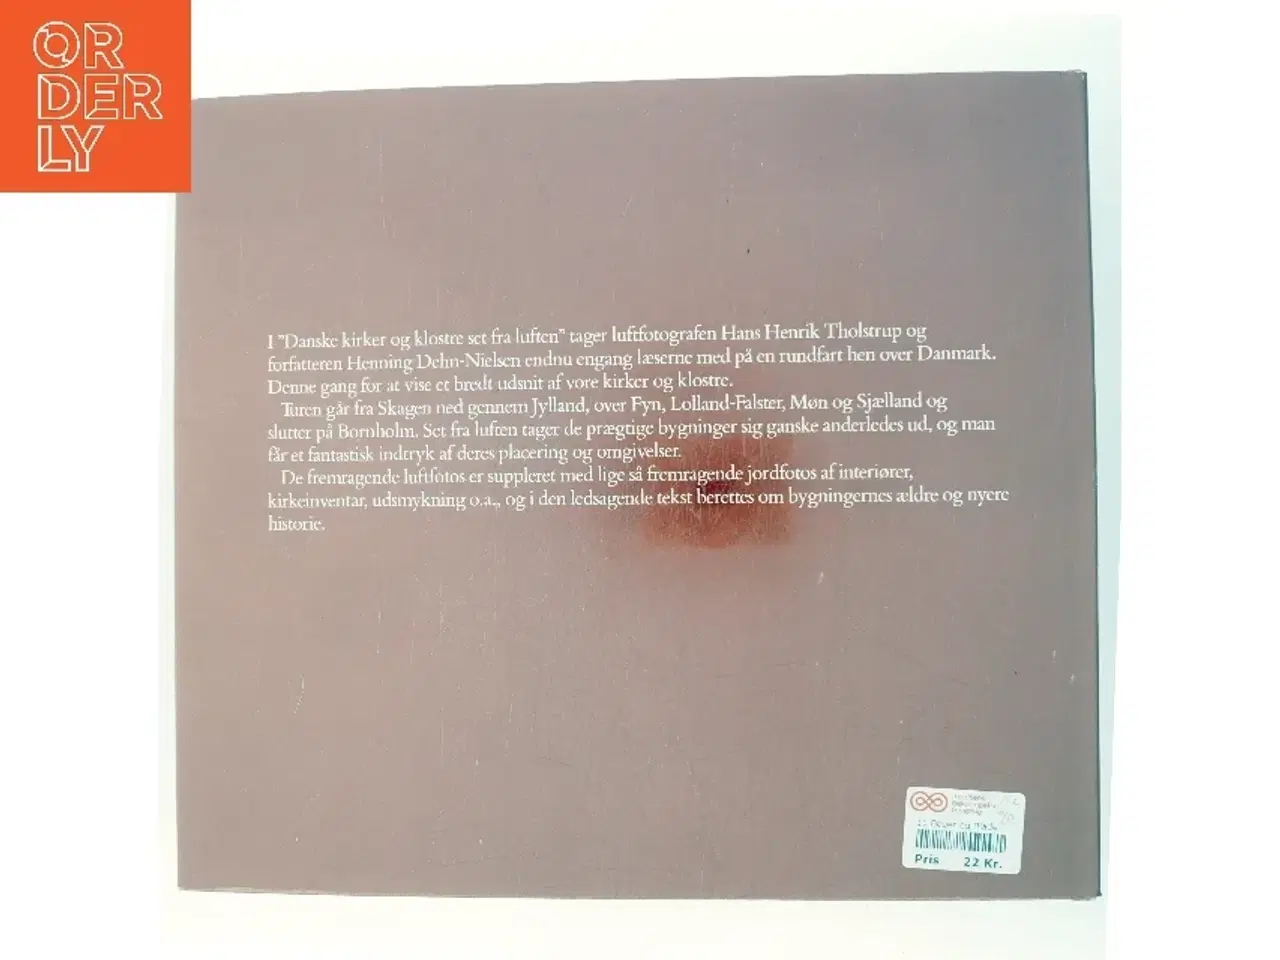 OR
DER
LY
I "Danske kirker og klostre set fra luften" tager luftfotografen Hans Henrik Tholstrup og
forfatteren Henning Dehn-Nielsen endnu engang læserne med på en rundfart hen over Danmark.
Denne gang for at vise et bredt udsnit af vore kirker og klostre.
Turen går fra Skagen ned gennem Jylland, over Fyn, Lolland-Falster, Møn og Sjælland og
slutter på Bornholm. Set fra luften tager de prægtige bygninger sig ganske anderledes ud, og man
får et fantastisk indtryk af deres placering og omgivelser.
De fremragende luftfotos er suppleret med lige så fremragende jordfotos af interiører,
kirkeinventar, udsmykning o.a., og i den ledsagende tekst berettes om bygningernes ældre og nyere
historie.
Pris 22 Kr.